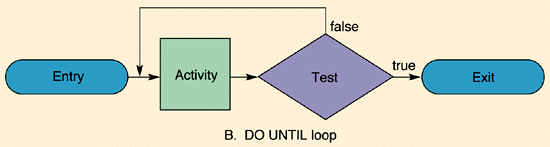 false
Entry
Activity
Test
true
Exit
B. DO UNTIL loop